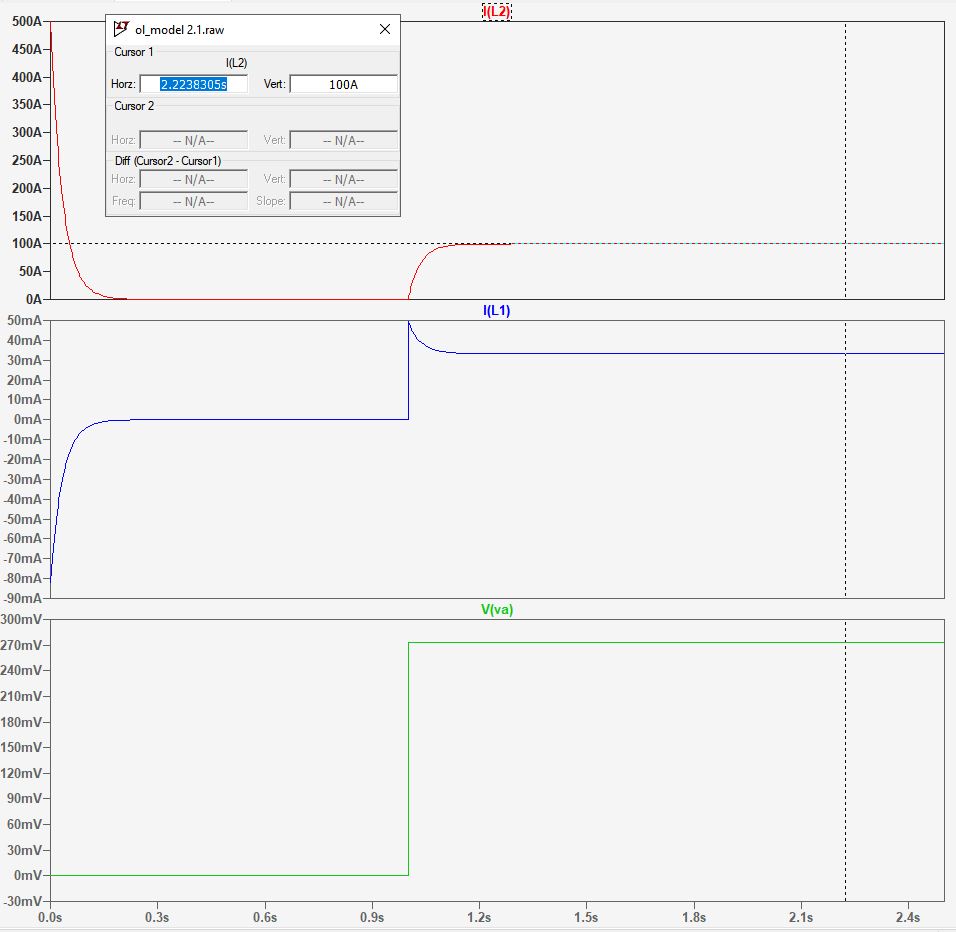 I(L2)
500A
450A
400A
350A
300A
250A
200A
150A
100A
50A
0A
ol_model 2.1.raw
Cursor 1
I(L2)
Horz: 2.2238305s Vert: 100A
Cursor 2
Horz: -- N/A-- Vert: -- N/A--
Diff (Cursor2 - Cursor1)
Horz: -- N/A-- Vert: -- N/A--
Freq: -- N/A-- Slope: -- N/A--
I(L1)
50mA
40mA
30mA
20mA
10mA
0mA
-10mA
-20mA
-30mA
-40mA
-50mA
-60mA
-70mA
-80mA
-90mA
V(va)
300mV
270mV
240mV
210mV
180mV
150mV
120mV
90mV
60mV
30mV
0mV
-30mV
0.0s 0.3s 0.6s 0.9s 1.2s 1.5s 1.8s 2.1s 2.4s